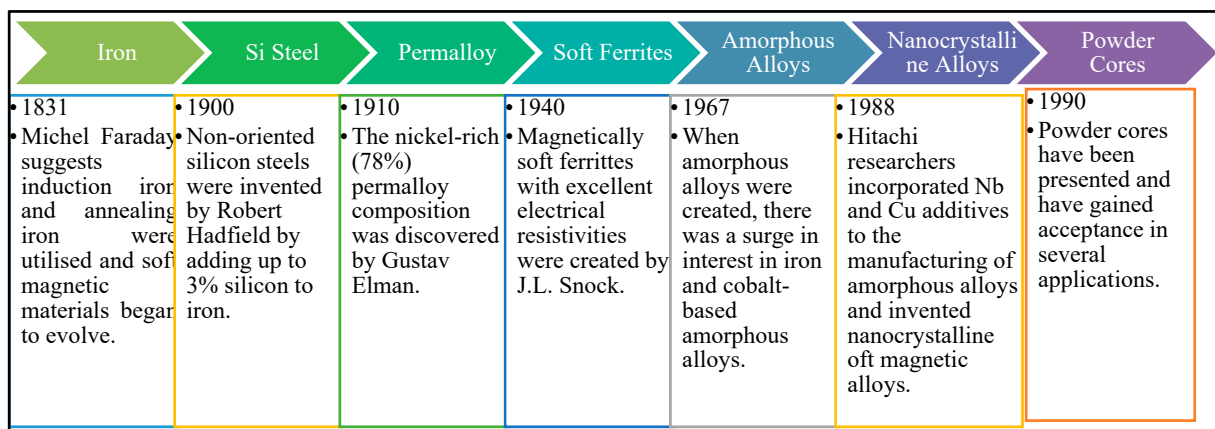 Iron
Si Steel
Permalloy
Soft Ferrites
Amorphous
Alloys
Nanocrystalli
ne Alloys
Powder
Cores
• 1831
• Michel Faraday
suggests
induction iron
and annealing
iron were
utilised and soft
magnetic
materials began
to evolve.
• 1900
• Non-oriented
silicon steels
were invented
by Robert
Hadfield by
adding up to
3% silicon to
iron.
• 1910
• The nickel-rich
(78%)
permalloy
composition
was discovered
by Gustav
Elman.
• 1940
• Magnetically
soft ferrittes
with excellent
electrical
resistivities
were created by
J.L. Snock.
• 1967
• When
amorphous
alloys were
created, there
was a surge in
interest in iron
and cobalt-
based
amorphous
alloys.
• 1988
• Hitachi
researchers
incorporated Nb
and Cu additives
to the
manufacturing of
amorphous alloys
and invented
nanocrystalline
oft magnetic
alloys.
• 1990
• Powder cores
have been
presented and
have gained
acceptance in
several
applications.